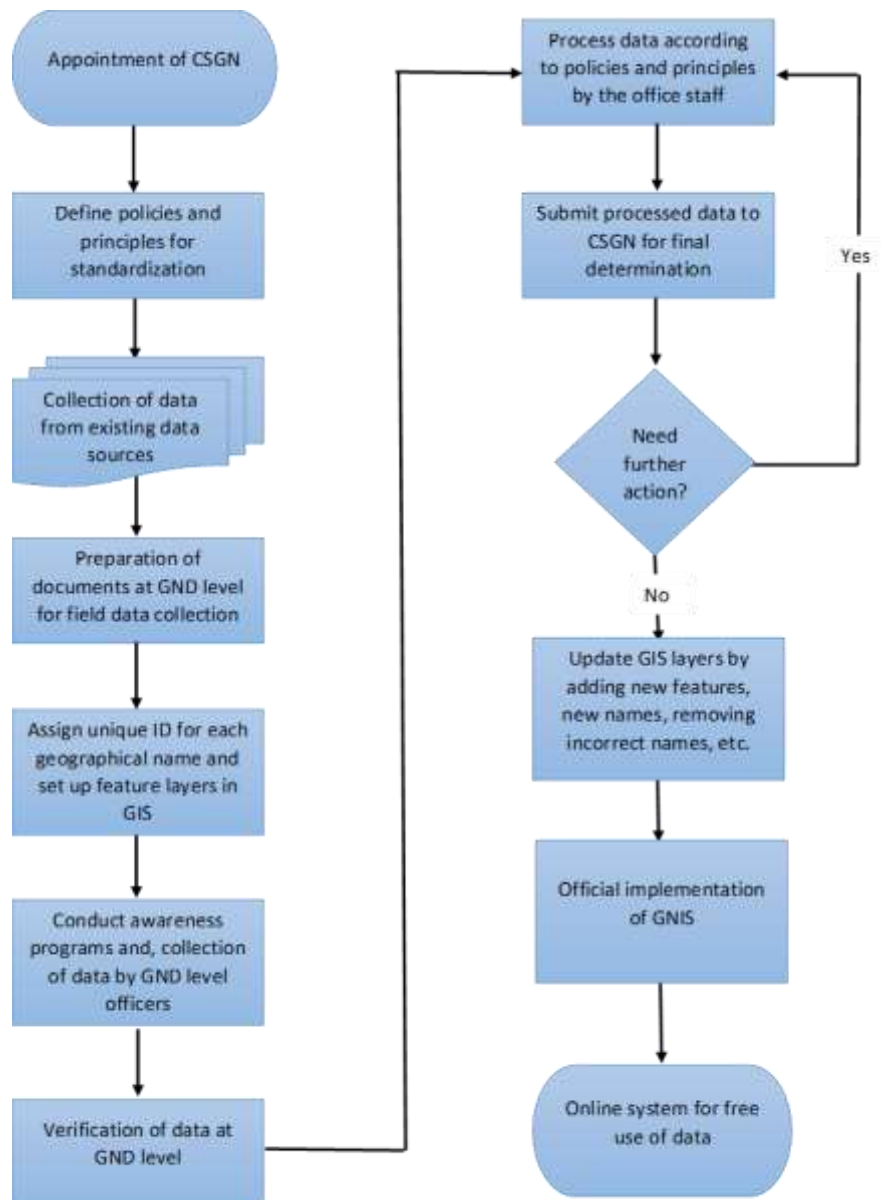 Appointment of CSGN
Define policies and
principles for
standardization
Collection of data
from existing data
sources
Preparation of
documents at GND level
for field data collection
Assign unique ID for each
geographical name and
set up feature layers in
GIS
Conduct awareness
programs and, collection
of data by GND level
officers
Verification of data at
GND level
Process data according
to policies and principles
by the office staff
Submit processed data to
CSGN for final
determination
Need
further
action?
Yes
No
Update GIS layers by
adding new features,
new names, removing
incorrect names, etc.
Official implementation
of GNIS
Online system for free
use of data